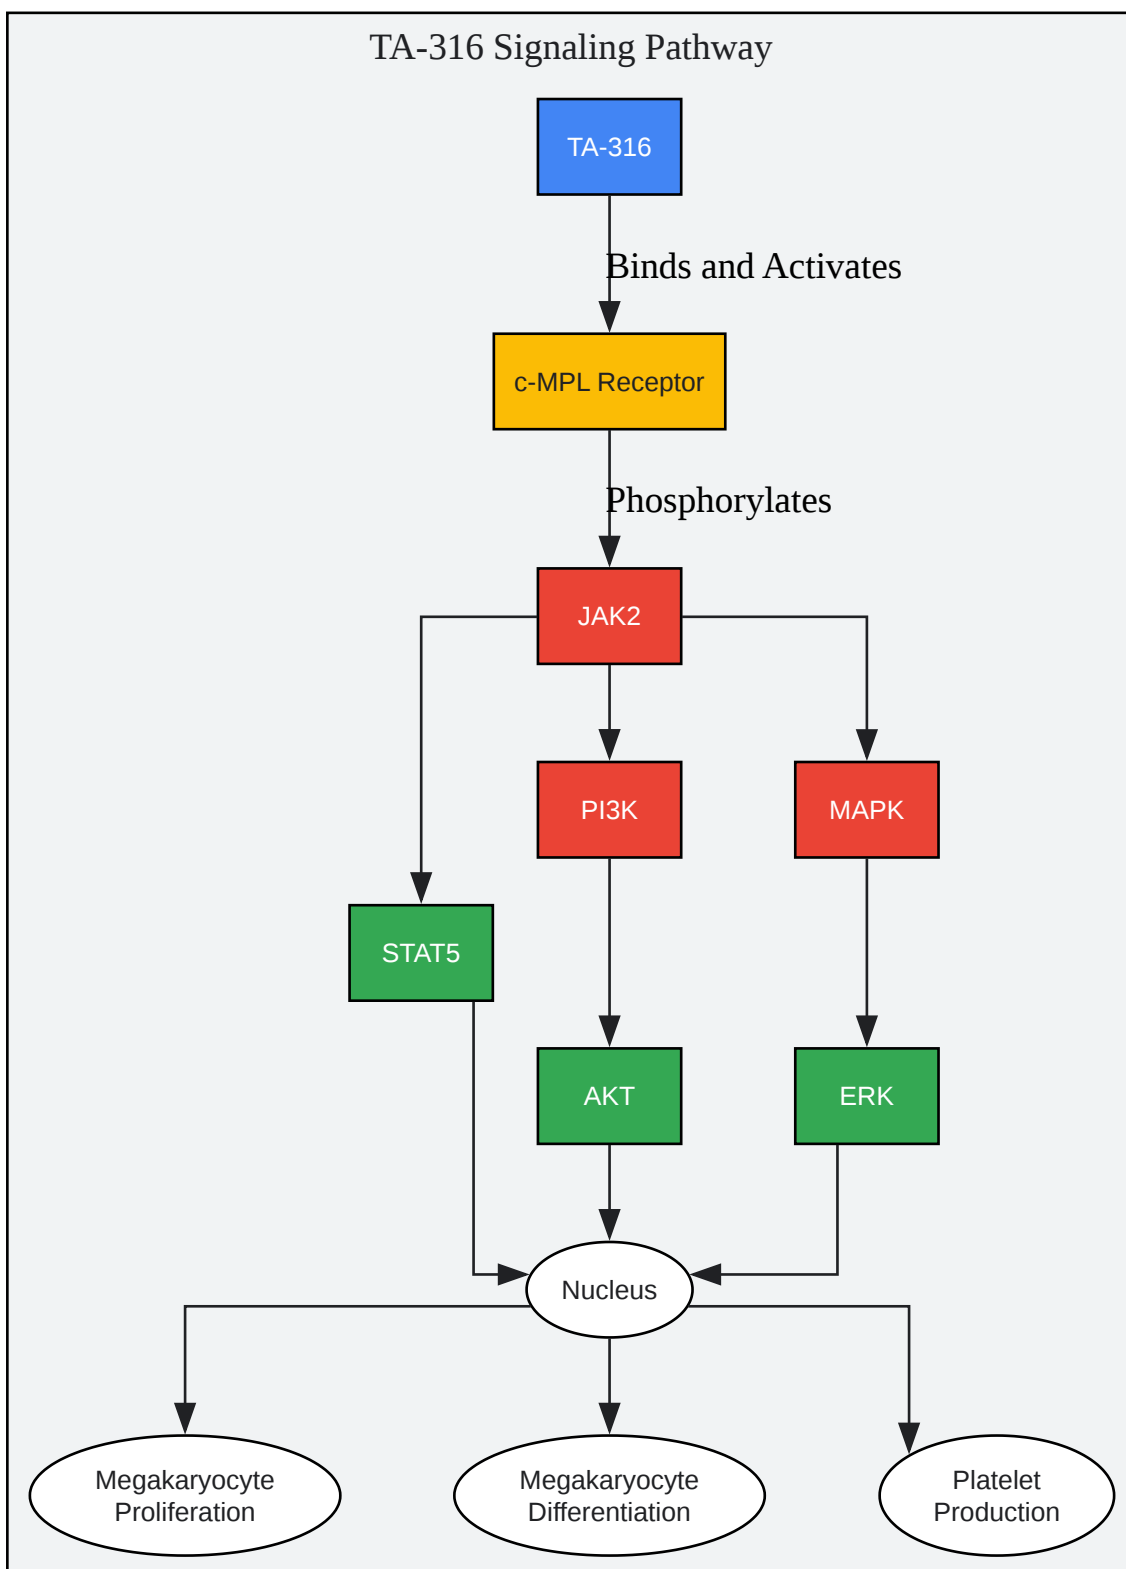 TA-316 Signaling Pathway
TA-316
Binds and Activates
c-MPL Receptor
Phosphorylates
JAK2
PI3K
MAPK
STAT5
AKT
ERK
Nucleus
Megakaryocyte
Proliferation
Megakaryocyte
Differentiation
Platelet
Production